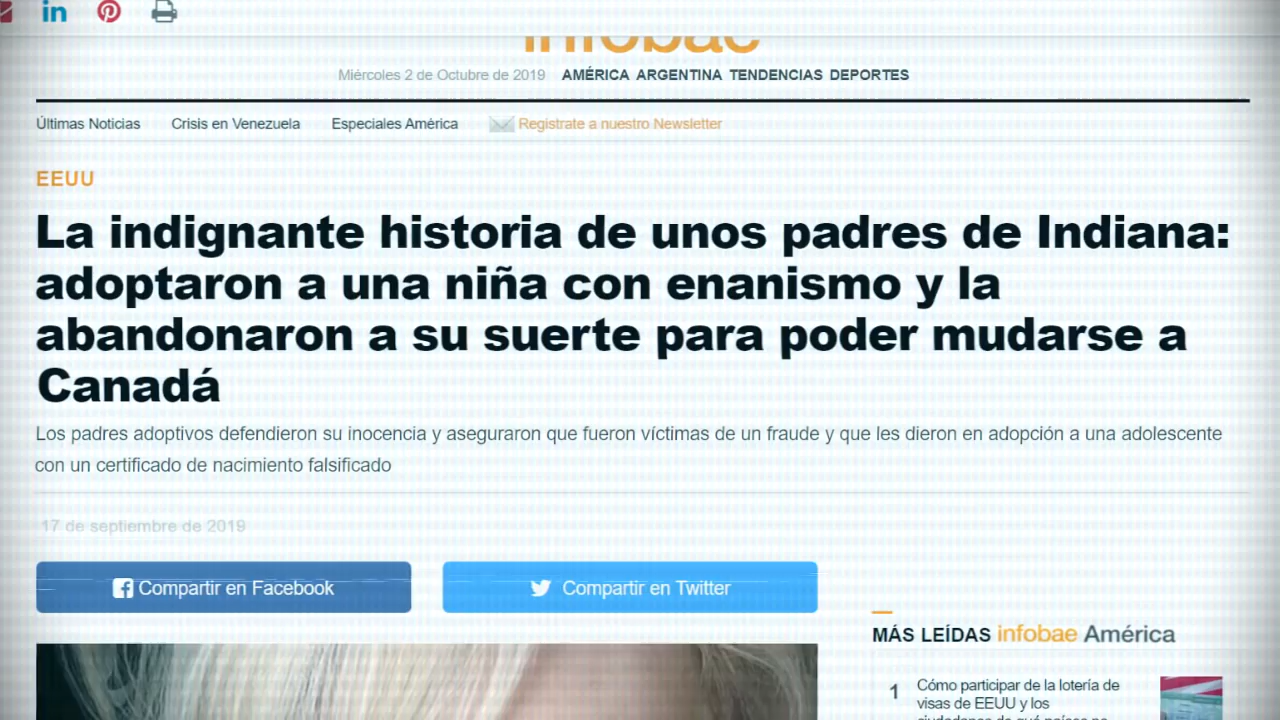 infobae
Miércoles 2 de Octubre de 2019 AMÉRICA ARGENTINA TENDENCIAS DEPORTES
Últimas Noticias Crisis en Venezuela Especiales América Registrate a nuestro Newsletter
EEUU
La indignante historia de unos padres de Indiana:
adoptaron a una niña con enanismo y la
abandonaron a su suerte para poder mudarse a
Canadá
Los padres adoptivos defendieron su inocencia y aseguraron que fueron víctimas de un fraude y que les dieron en adopción a una adolescente
con un certificado de nacimiento falsificado
17 de septiembre de 2019
Compartir en Facebook
Compartir en Twitter
MÁS LEÍDAS infobae América
1 Cómo participar de la lotería de
visas de EEUU y los
ciudadanos de qué países no